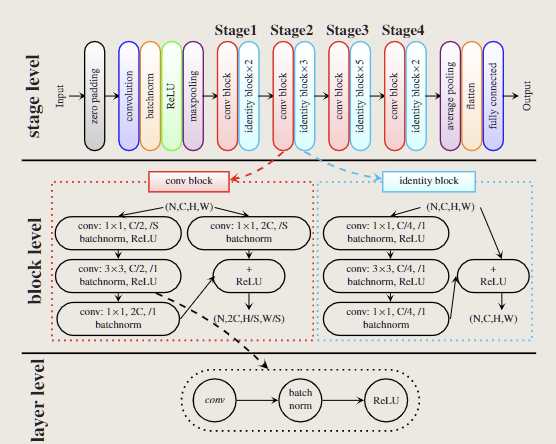 Stage1 Stage2 Stage3 Stage4
stage level
Input
zero padding
convolution
batchnorm
ReLU
maxpooling
conv block
identity block×2
conv block
identity block×3
conv block
identity block×5
conv block
identity block×2
average pooling
flatten
fully connected
Output
block level
conv block
(N,C,H,W)
conv: 1×1, C/2, /S
batchnorm, ReLU
conv: 1×1, 2C, /S
batchnorm
conv: 3×3, C/2, /1
batchnorm, ReLU
+
ReLU
conv: 1×1, 2C, /1
batchnorm
(N,2C,H/S,W/S)
identity block
(N,C,H,W)
conv: 1×1, C/4, /1
batchnorm, ReLU
conv: 3×3, C/4, /1
batchnorm, ReLU
+
ReLU
conv: 1×1, C/4, /1
batchnorm
(N,C,H,W)
layer level
conv
batch
norm
ReLU